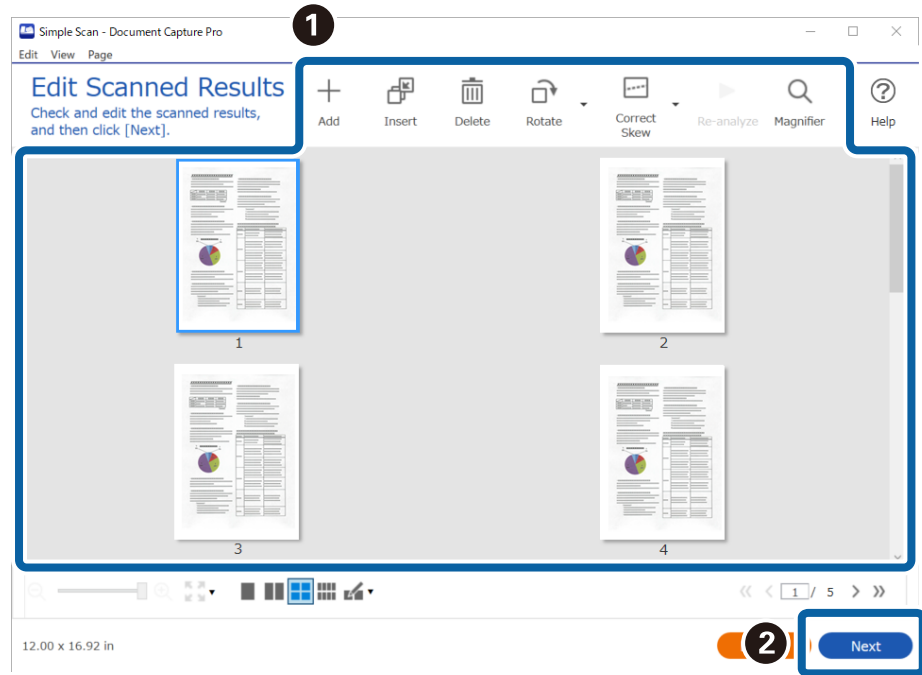 Simple Scan - Document Capture Pro
1
Edit View Page
Edit Scanned Results
Check and edit the scanned results,
and then click [Next].
Add Insert Delete Rotate Correct Skew Re-analyze Magnifier Help
1 2
3 4
1 / 5
12.00 x 16.92 in
2
Next